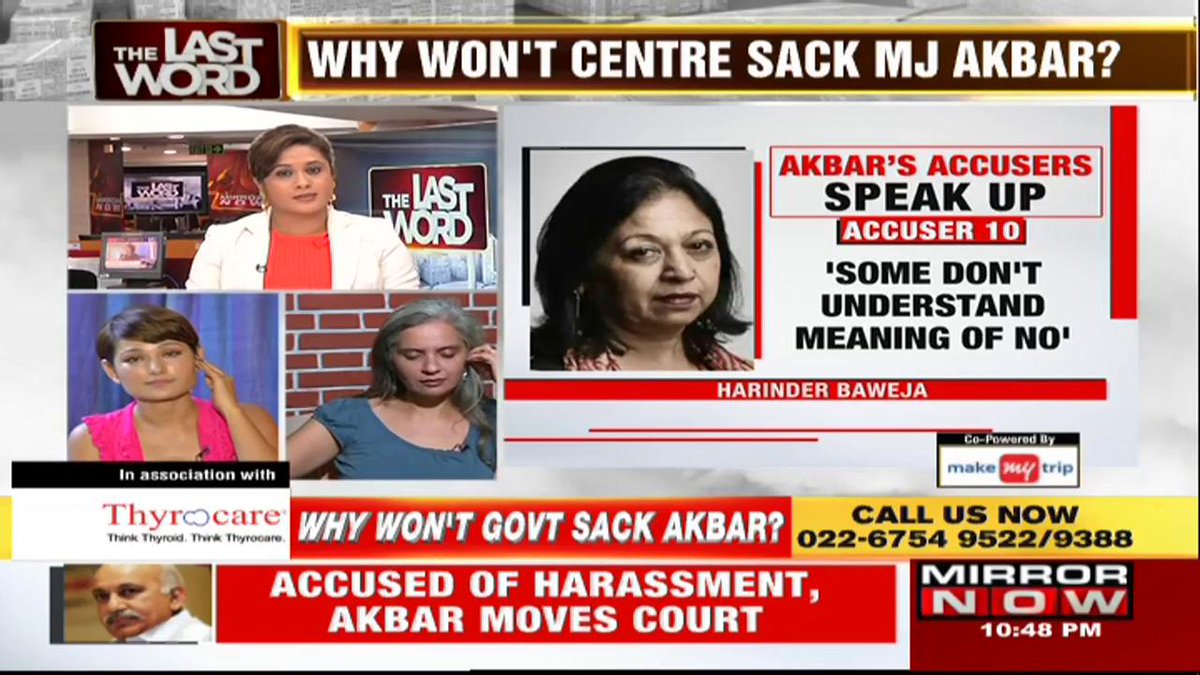 THE LAST WORD
WHY WON'T CENTRE SACK MJ AKBAR?
THE LAST WORD
AKBAR'S ACCUSERS
SPEAK UP
ACCUSER 10
'SOME DON'T
UNDERSTAND
MEANING OF NO'
HARINDER BAWEJA
Co-Powered By
make my trip
In association with
Thyrocare®
Think Thyroid. Think Thyrocare.
WHY WON'T GOVT SACK AKBAR?
CALL US NOW
022-6754 9522/9388
ACCUSED OF HARASSMENT,
AKBAR MOVES COURT
MIRROR
NOW
10:48 PM